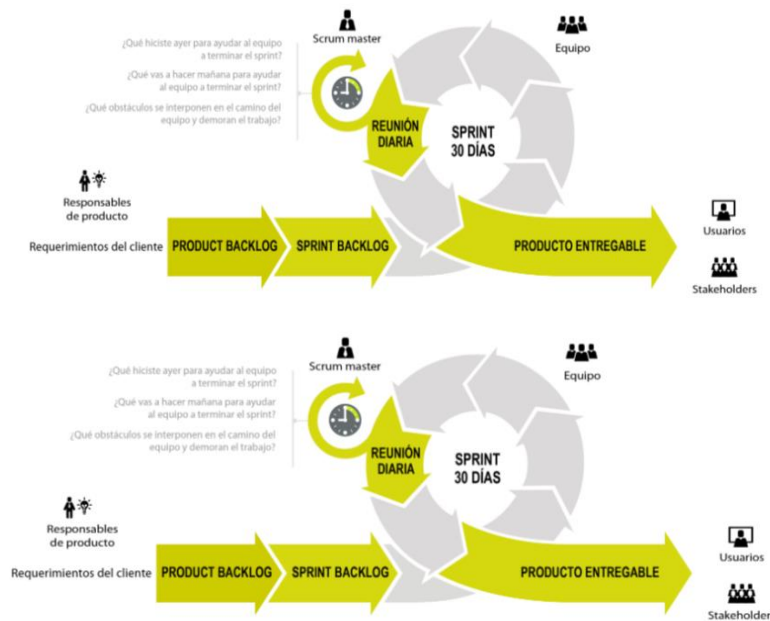 Scrum master
¿Qué hiciste ayer para ayudar al equipo
a terminar el sprint?
¿Qué vas a hacer mañana para ayudar
al equipo a terminar el sprint?
¿Qué obstáculos se interponen en el camino del
equipo y demoran el trabajo?
Equipo
REUNIÓN
DIARIA
SPRINT
30 DÍAS
Responsables
de producto
Requerimientos del cliente
PRODUCT BACKLOG
SPRINT BACKLOG
PRODUCTO ENTREGABLE
Usuarios
Stakeholders
Scrum master
¿Qué hiciste ayer para ayudar al equipo
a terminar el sprint?
¿Qué vas a hacer mañana para ayudar
al equipo a terminar el sprint?
¿Qué obstáculos se interponen en el camino del
equipo y demoran el trabajo?
Equipo
REUNIÓN
DIARIA
SPRINT
30 DÍAS
Responsables
de producto
Requerimientos del cliente
PRODUCT BACKLOG
SPRINT BACKLOG
PRODUCTO ENTREGABLE
Usuarios
Stakeholder